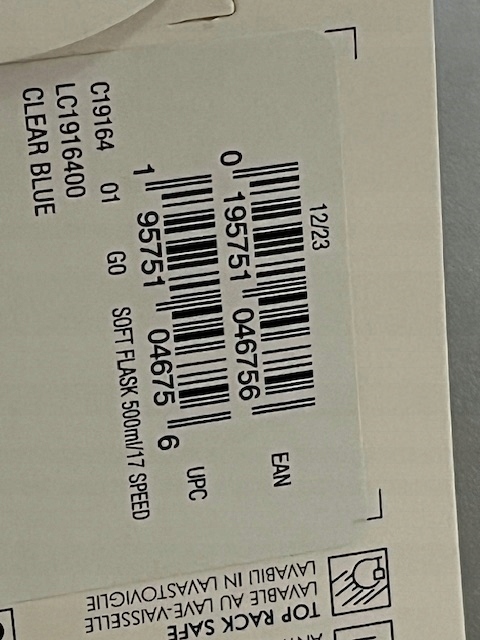 12/23
EAN
0 195751 046756
UPC
1 95751 04675 6
C19164 01 GO SOFT FLASK 500ml/17 SPEED
LC1916400
CLEAR BLUE
TOP RACK SAFE
LAVABLE AU LAVE-VAISSELLE
LAVABILI IN LAVASTOVIGLIE